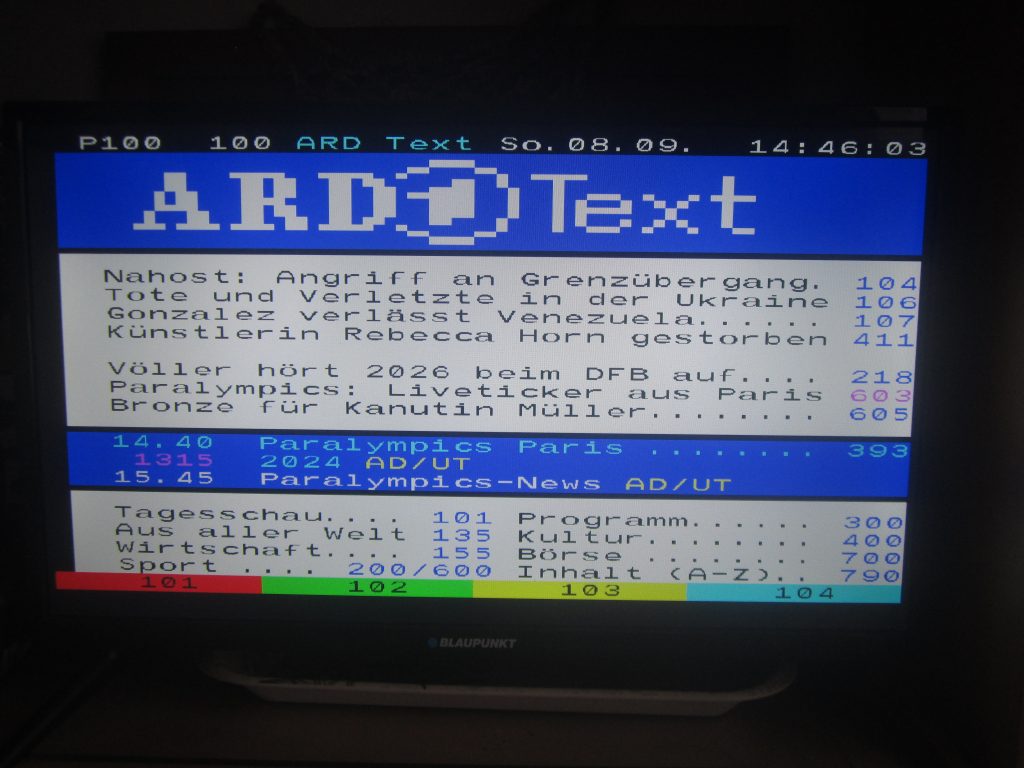 P100 100 ARD Text So.08.09. 14:46:03
ARD Text
Nahost: Angriff an Grenzübergang. 104
Tote und Verletzte in der Ukraine 106
Gonzalez verlässt Venezuela...... 107
Künstlerin Rebecca Horn gestorben 411
Völler hört 2026 beim DFB auf.... 218
Paralympics: Liveticker aus Paris 603
Bronze für Kanutin Müller........ 605
14.40 Paralympics Paris ........ 393
1315 2024 AD/UT
15.45 Paralympics-News AD/UT
Tagesschau.... 101 Programm...... 300
Aus aller Welt 135 Kultur........ 400
Wirtschaft.... 155 Börse ........ 700
Sport .... 200/600 Inhalt (A-Z).. 790
101 102 103 104
BLAUPUNKT